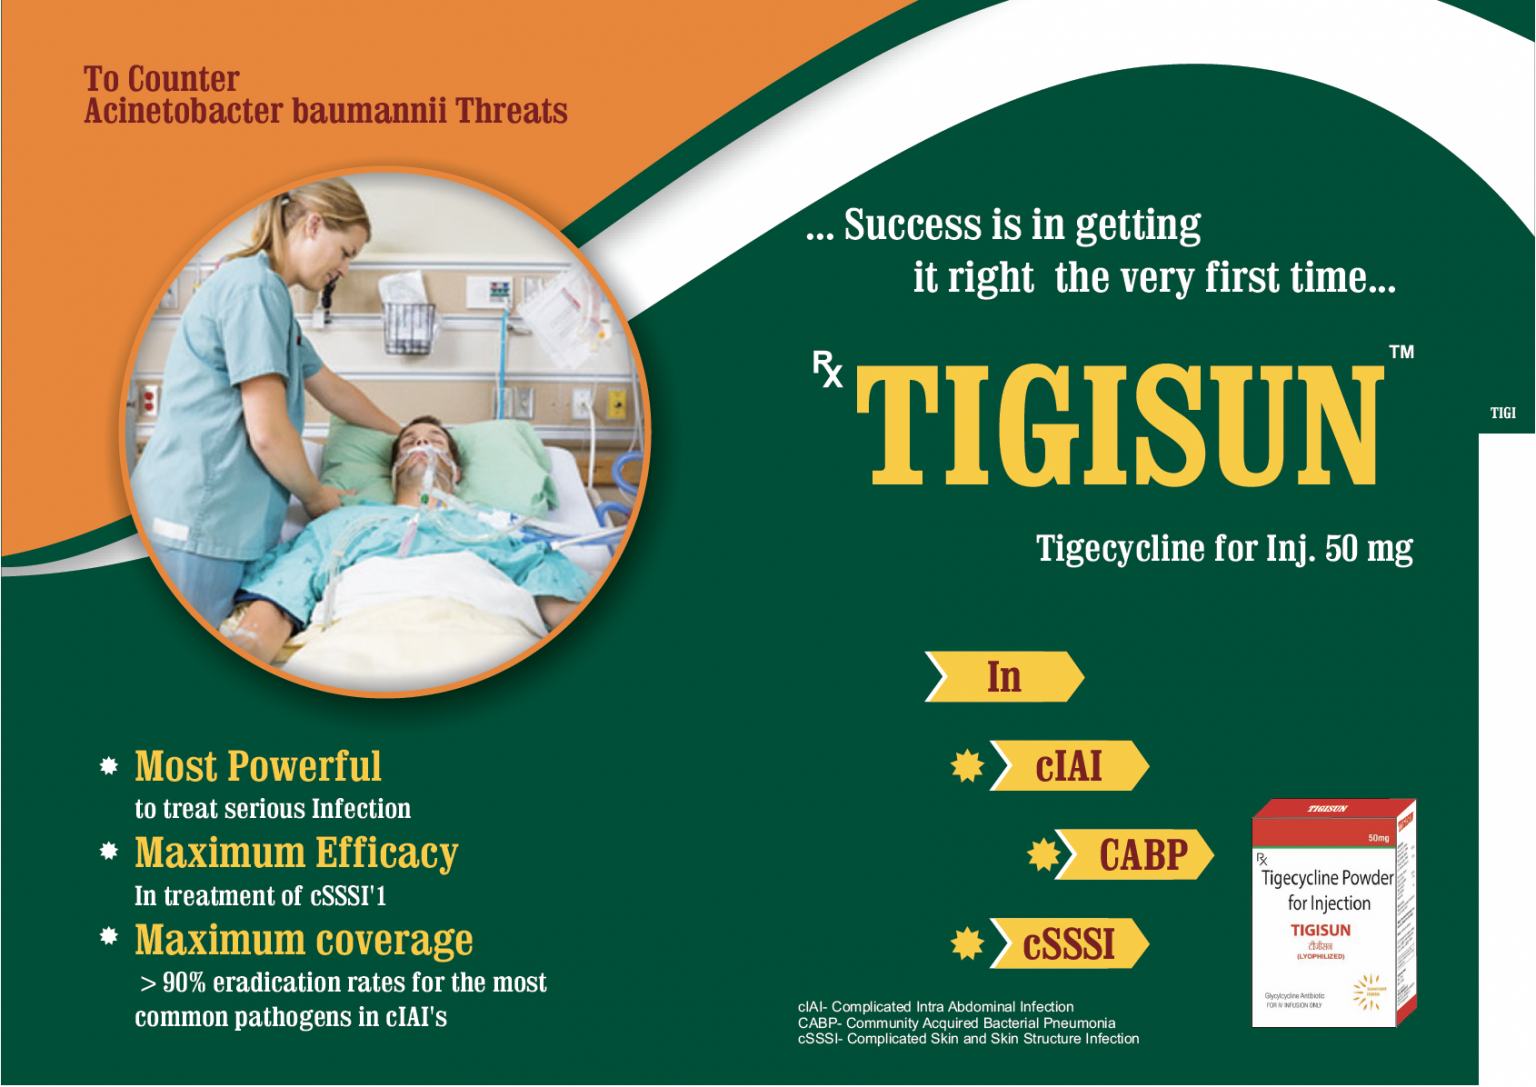 To Counter
Acinetobacter baumannii Threats
... Success is in getting
it right the very first time...
Rx TIGISUN TM
TIGI
Tigecycline for Inj. 50 mg
In
cIAI
CABP
cSSSI
Most Powerful
to treat serious Infection
Maximum Efficacy
In treatment of cSSSI'1
Maximum coverage
> 90% eradication rates for the most
common pathogens in cIAI's
TIGISUN
50mg
Rx
Tigecycline Powder
for Injection
TIGISUN
(LYOPHILIZED)
Glycylcycline Antibiotic
FOR IV INFUSION ONLY
TIGISUN
cIAI- Complicated Intra Abdominal Infection
CABP- Community Acquired Bacterial Pneumonia
cSSSI- Complicated Skin and Skin Structure Infection